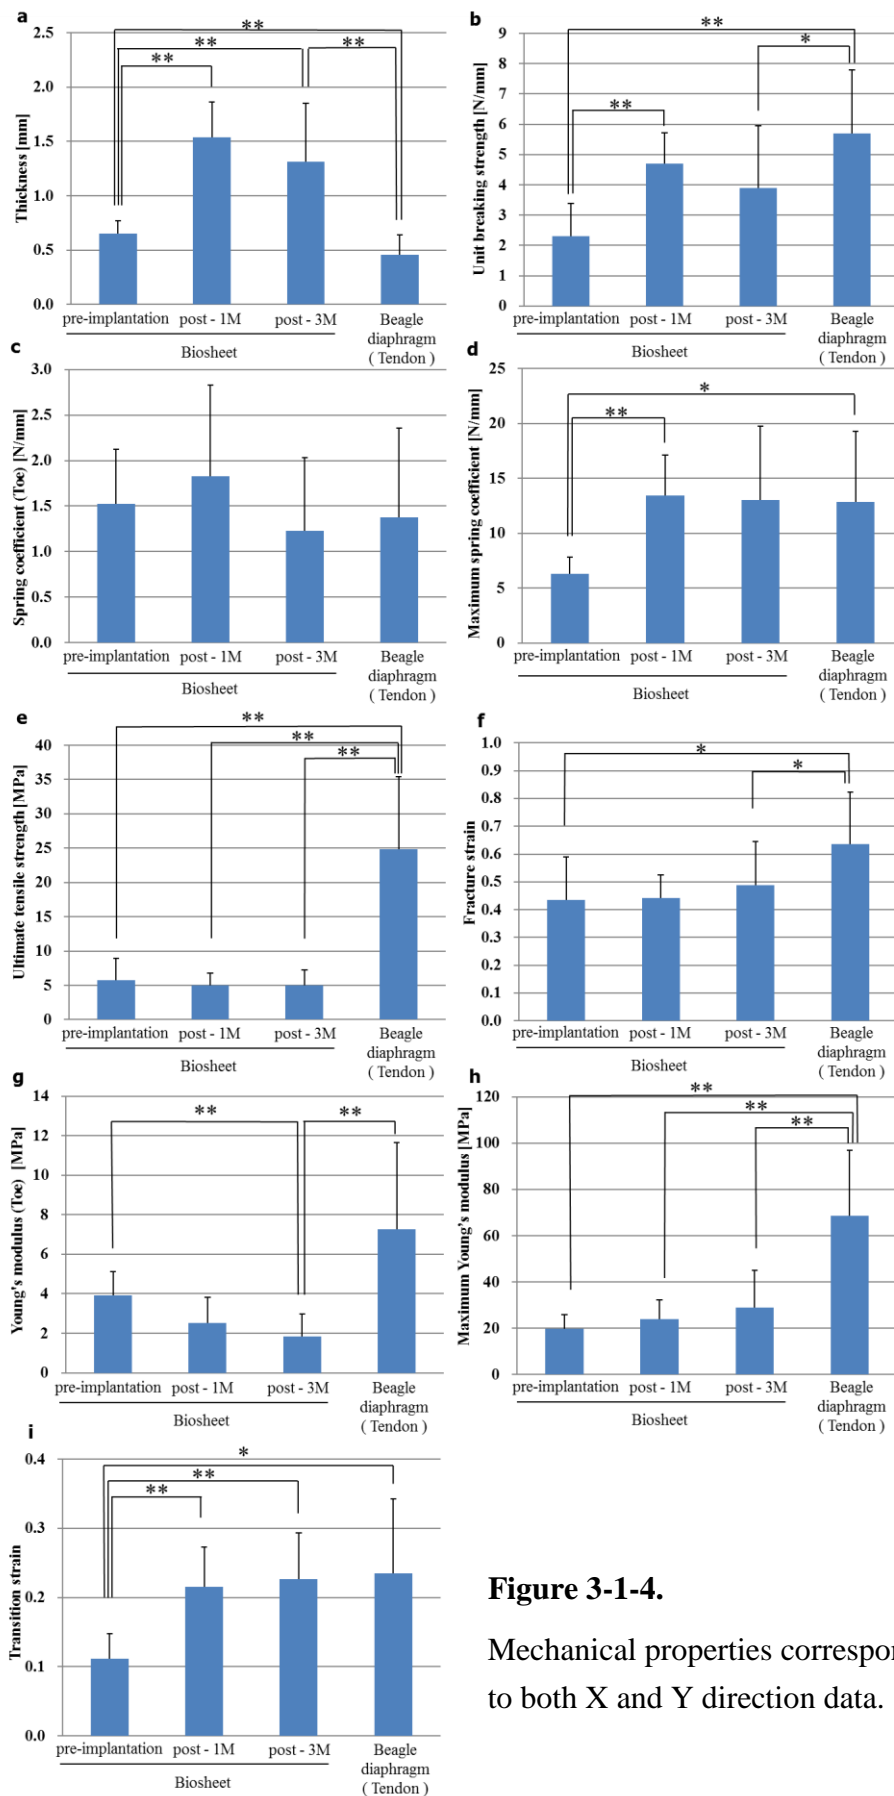 a
Thickness [mm]
2.5
2.0
1.5
1.0
0.5
0.0
**
**
**
**
pre-implantation
post - 1M
post - 3M
Beagle
diaphragm
( Tendon )
Biosheet
b
Unit breaking strength [N/mm]
9
8
7
6
5
4
3
2
1
0
**
*
**
pre-implantation
post - 1M
post - 3M
Beagle
diaphragm
( Tendon )
Biosheet
c
Spring coefficient (Toe) [N/mm]
3.0
2.5
2.0
1.5
1.0
0.5
0.0
pre-implantation
post - 1M
post - 3M
Beagle
diaphragm
( Tendon )
Biosheet
d
Maximum spring coefficient [N/mm]
25
20
15
10
5
0
*
**
pre-implantation
post - 1M
post - 3M
Beagle
diaphragm
( Tendon )
Biosheet
e
Ultimate tensile strength [MPa]
40
35
30
25
20
15
10
5
0
**
**
**
pre-implantation
post - 1M
post - 3M
Beagle
diaphragm
( Tendon )
Biosheet
f
Fracture strain
1.0
0.9
0.8
0.7
0.6
0.5
0.4
0.3
0.2
0.1
0.0
*
*
pre-implantation
post - 1M
post - 3M
Beagle
diaphragm
( Tendon )
Biosheet
g
Young's modulus (Toe) [MPa]
14
12
10
8
6
4
2
0
**
**
pre-implantation
post - 1M
post - 3M
Beagle
diaphragm
( Tendon )
Biosheet
h
Maximum Young's modulus [MPa]
120
100
80
60
40
20
0
**
**
**
pre-implantation
post - 1M
post - 3M
Beagle
diaphragm
( Tendon )
Biosheet
i
Transition strain
0.4
0.3
0.2
0.1
0.0
*
**
**
pre-implantation
post - 1M
post - 3M
Beagle
diaphragm
( Tendon )
Biosheet
Figure 3-1-4.
Mechanical properties correspon
to both X and Y direction data.